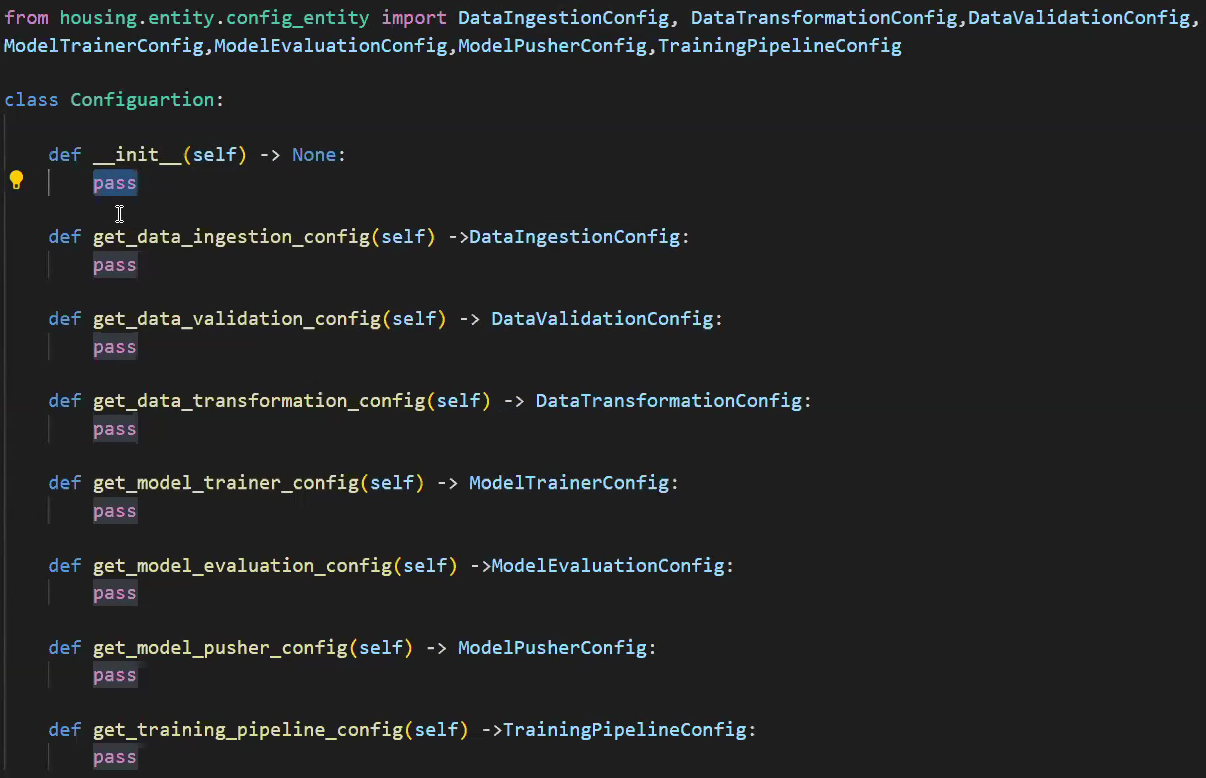 from housing.entity.config_entity import DataIngestionConfig, DataTransformationConfig,DataValidationConfig,
ModelTrainerConfig,ModelEvaluationConfig,ModelPusherConfig,TrainingPipelineConfig
class Configuartion:
def __init__(self) -> None:
pass
def get_data_ingestion_config(self) ->DataIngestionConfig:
pass
def get_data_validation_config(self) -> DataValidationConfig:
pass
def get_data_transformation_config(self) -> DataTransformationConfig:
pass
def get_model_trainer_config(self) -> ModelTrainerConfig:
pass
def get_model_evaluation_config(self) ->ModelEvaluationConfig:
pass
def get_model_pusher_config(self) -> ModelPusherConfig:
pass
def get_training_pipeline_config(self) ->TrainingPipelineConfig:
pass